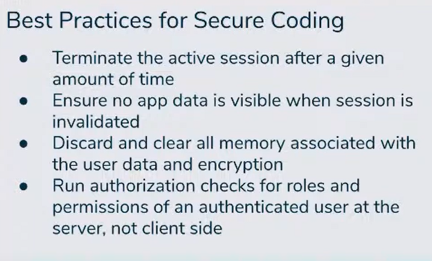 Best Practices for Secure Coding
● Terminate the active session after a given
amount of time
● Ensure no app data is visible when session is
invalidated
● Discard and clear all memory associated with
the user data and encryption
● Run authorization checks for roles and
permissions of an authenticated user at the
server, not client side